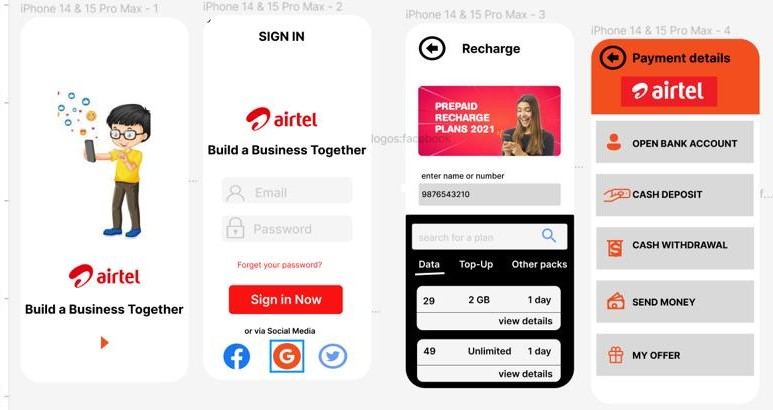 iPhone 14 & 15 Pro Max - 1
airtel
Build a Business Together
iPhone 14 & 15 Pro Max - 2
SIGN IN
airtel
Build a Business Together
Email
Password
Forget your password?
Sign in Now
or via Social Media
logos:facebook
iPhone 14 & 15 Pro Max - 3
Recharge
PREPAID
RECHARGE
PLANS 2021
enter name or number
9876543210
search for a plan
Data Top-Up Other packs
29 2 GB 1 day
view details
49 Unlimited 1 day
view details
iPhone 14 & 15 Pro Max - 4
Payment details
airtel
OPEN BANK ACCOUNT
CASH DEPOSIT
CASH WITHDRAWAL
SEND MONEY
MY OFFER